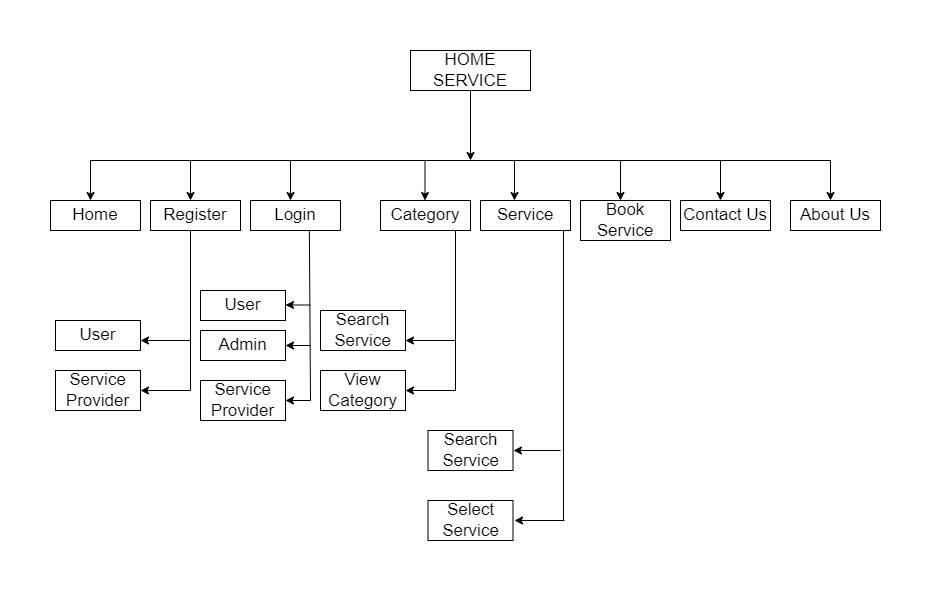 HOME
SERVICE
Home
Register
Login
Category
Service
Book
Service
Contact Us
About Us
User
Service
Provider
User
Admin
Service
Provider
Search
Service
View
Category
Search
Service
Select
Service